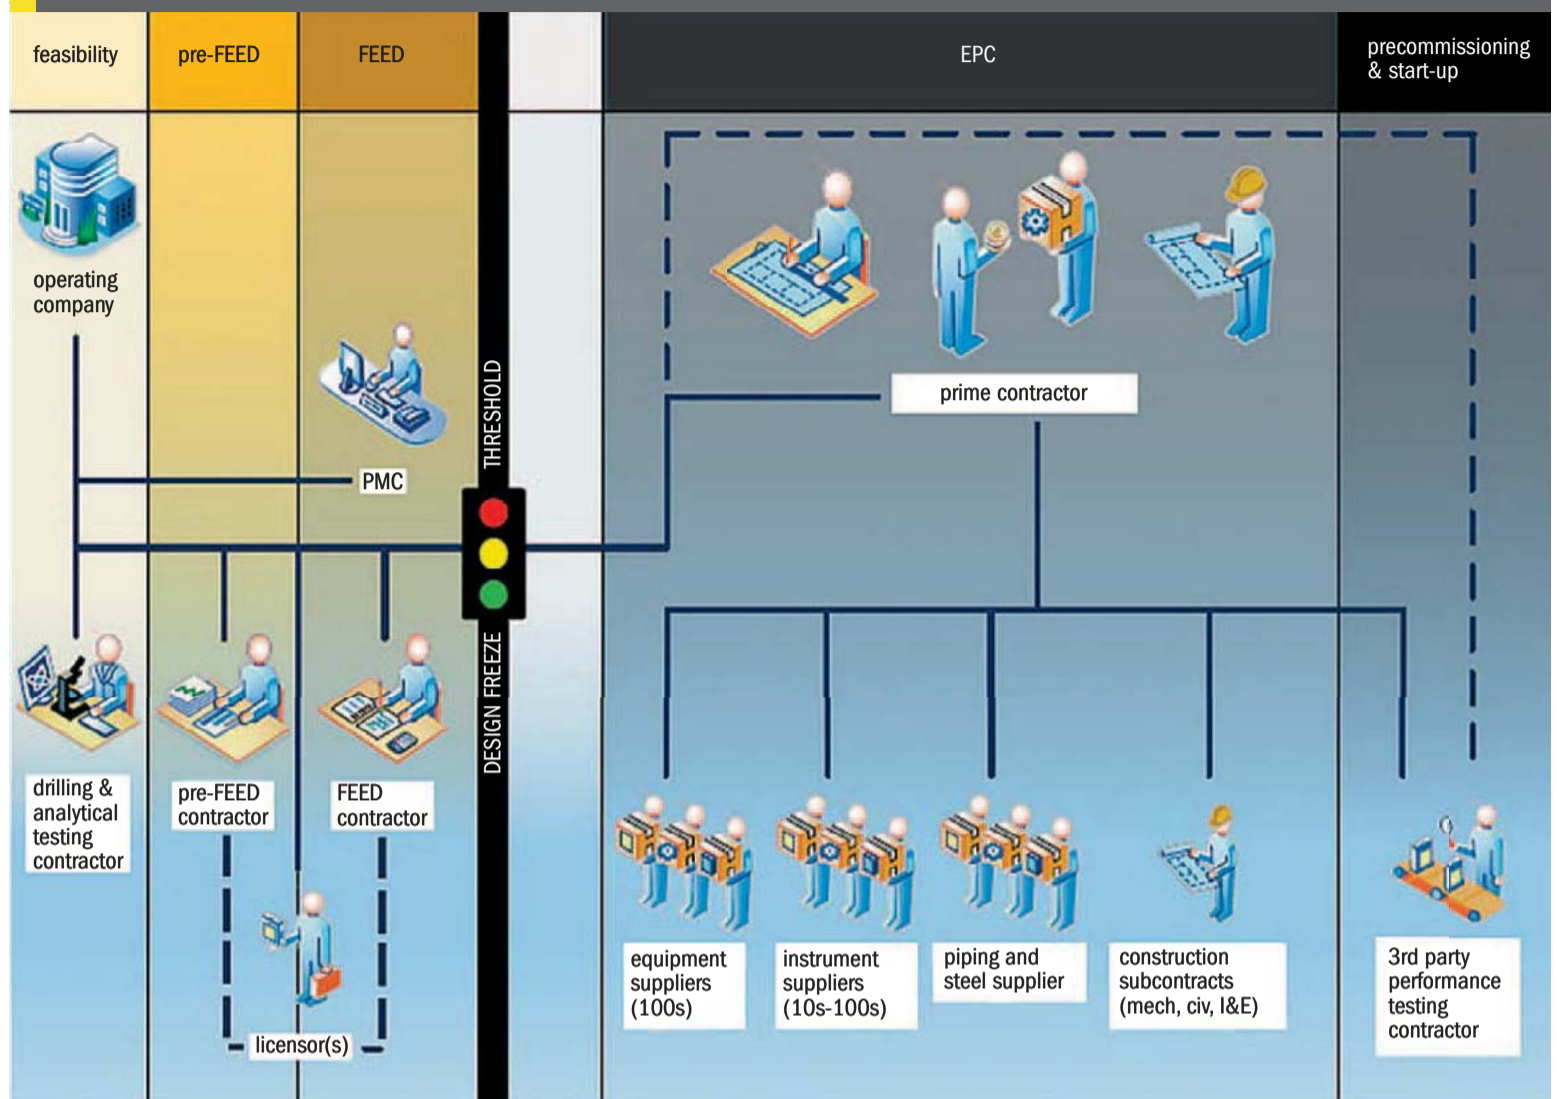 feasibility
pre-FEED
FEED
EPC
precommissioning
& start-up
operating
company
THRESHOLD
prime contractor
PMC
DESIGN FREEZE
drilling &
analytical
testing
contractor
pre-FEED
contractor
FEED
contractor
licensor(s)
equipment
suppliers
(100s)
instrument
suppliers
(10s-100s)
piping and
steel supplier
construction
subcontracts
(mech, civ, I&E)
3rd party
performance
testing
contractor